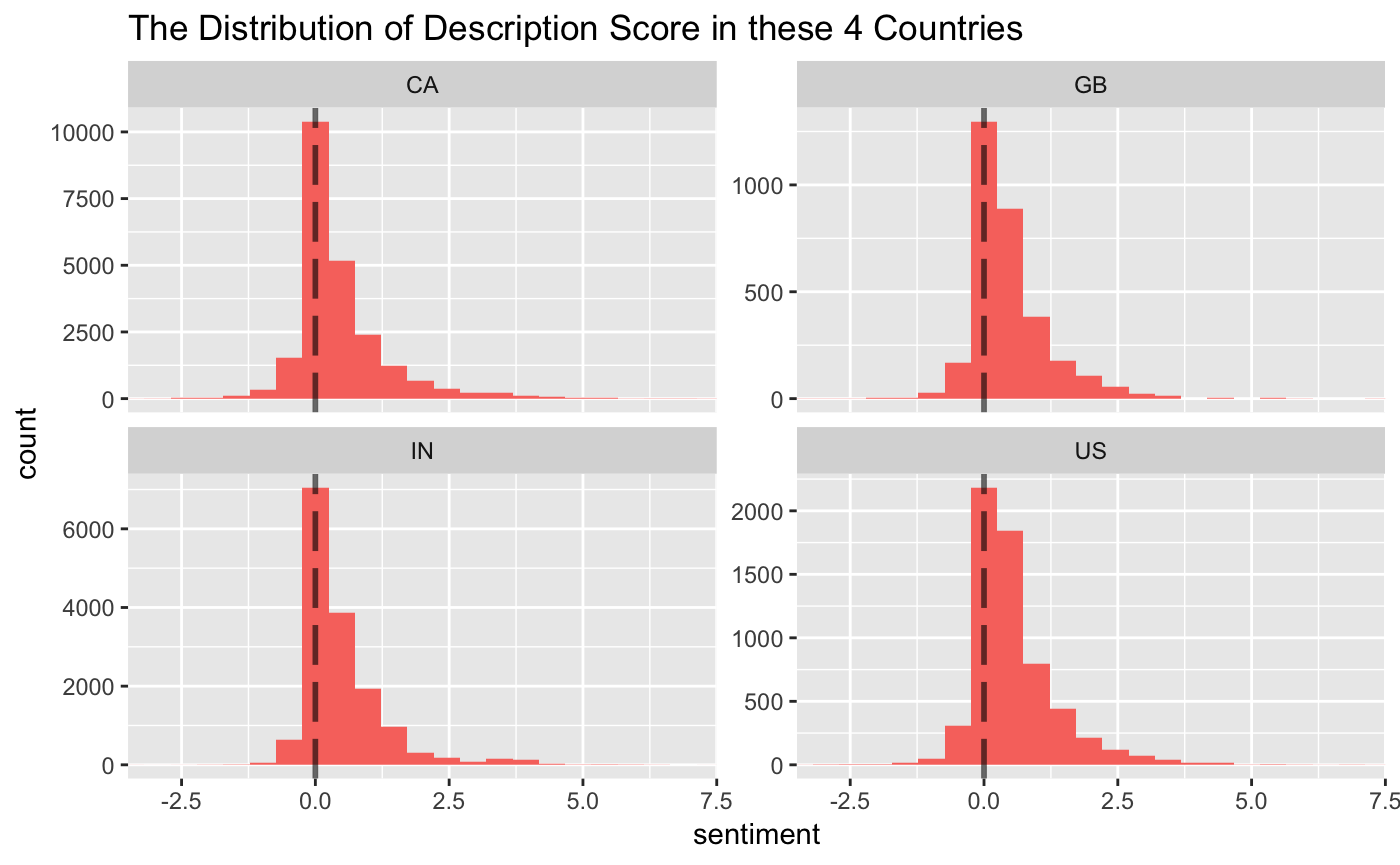 The Distribution of Description Score in these 4 Countries
CA
GB
10000
7500
5000
2500
0
1000
500
0
count
IN
US
6000
4000
2000
0
2000
1500
1000
500
0
-2.5 0.0 2.5 5.0 7.5
-2.5 0.0 2.5 5.0 7.5
sentiment